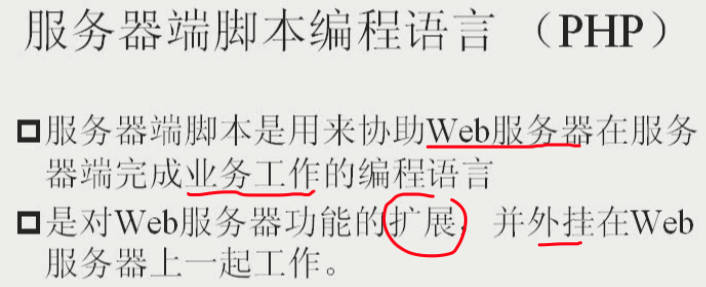 服务器端脚本编程语言 （PHP）
服务器端脚本是用来协助Web服务器在服务
器端完成业务工作的编程语言
是对Web服务器功能的扩展，并外挂在Web
服务器上一起工作。